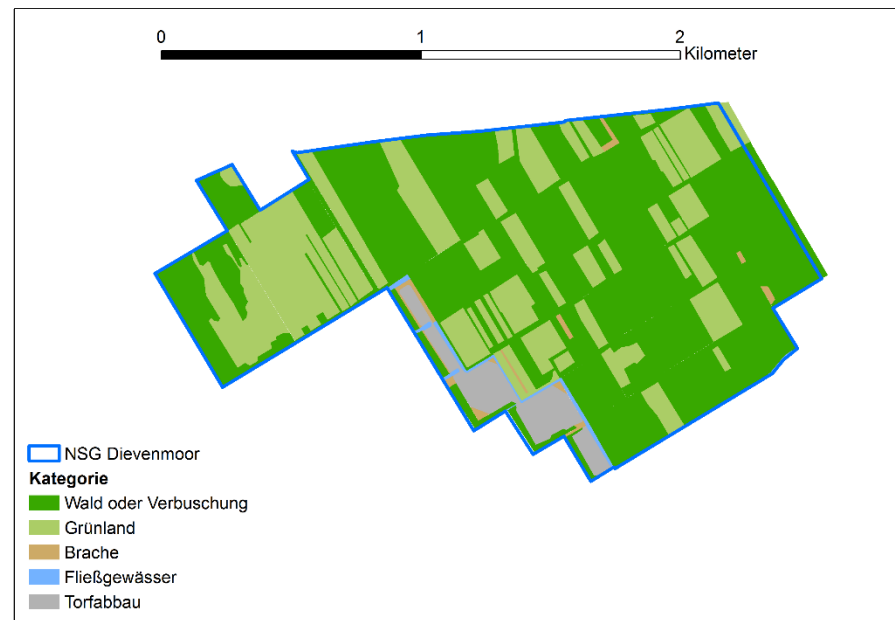 0 1 2
Kilometer
NSG Dievenmoor
Kategorie
Wald oder Verbuschung
Grünland
Brache
Fließgewässer
Torfabbau